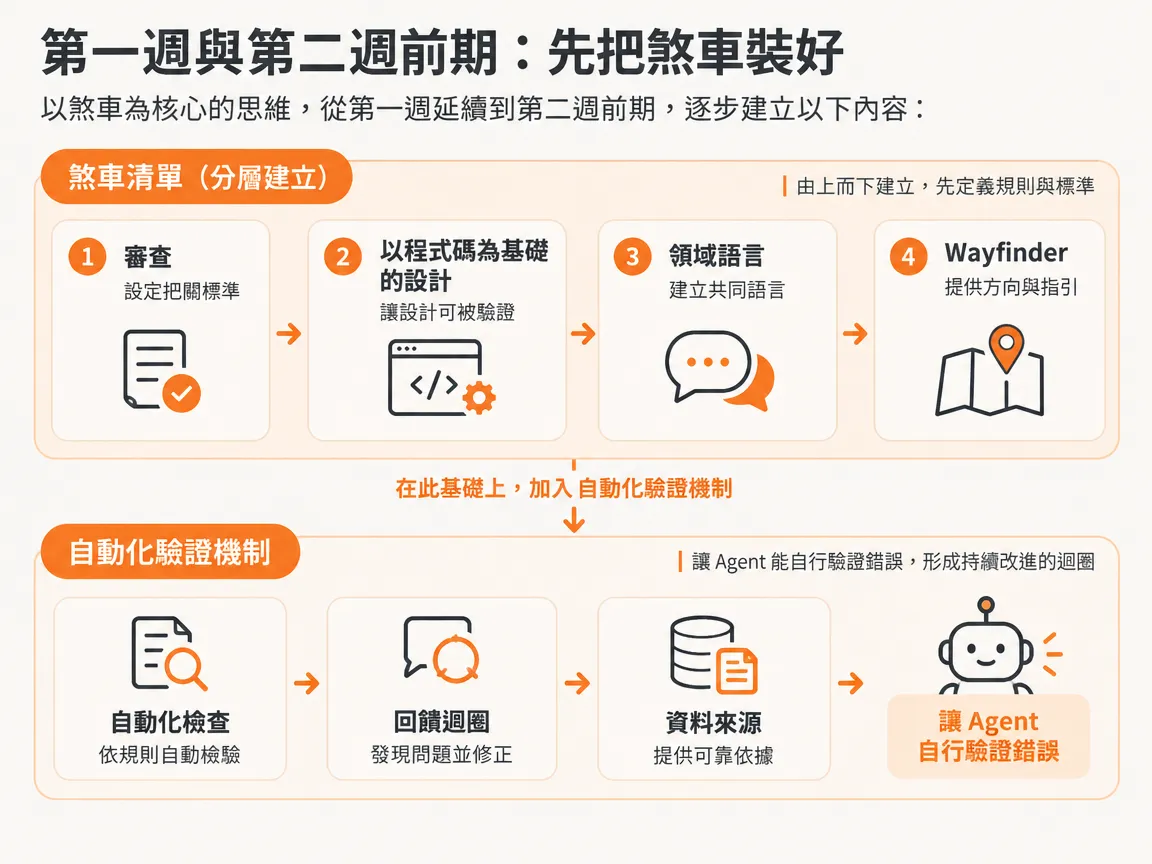 第一週與第二週前期：先把煞車裝好
以煞車為核心的思維，從第一週延續到第二週前期，逐步建立以下內容：
煞車清單（分層建立）
由上而下建立，先定義規則與標準
1
審查
設定把關標準
2
以程式碼為基礎
的設計
讓設計可被驗證
3
領域語言
建立共同語言
4
Wayfinder
提供方向與指引
</>
在此基礎上，加入自動化驗證機制
自動化驗證機制
讓 Agent 能自行驗證錯誤，形成持續改進的迴圈
自動化檢查
依規則自動檢驗
回饋迴圈
發現問題並修正
資料來源
提供可靠依據
讓 Agent
自行驗證錯誤